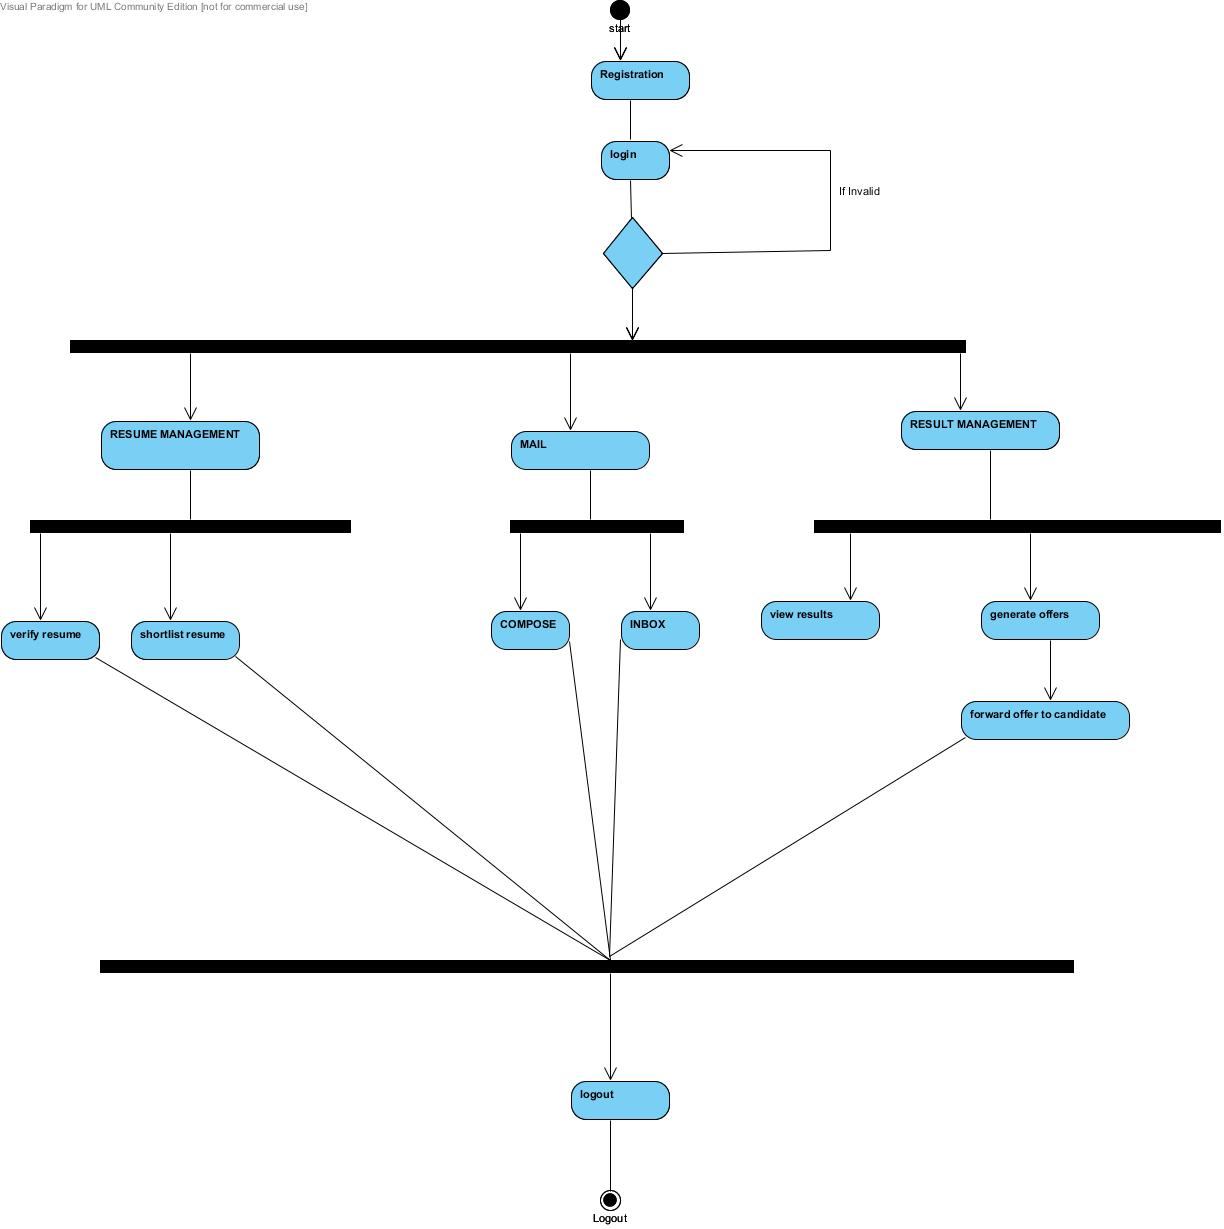 Visual Paradigm for UML Community Edition [not for commercial use]
start
Registration
login
If Invalid
RESUME MANAGEMENT
MAIL
RESULT MANAGEMENT
verify resume
shortlist resume
COMPOSE
INBOX
view results
generate offers
forward offer to candidate
logout
Logout